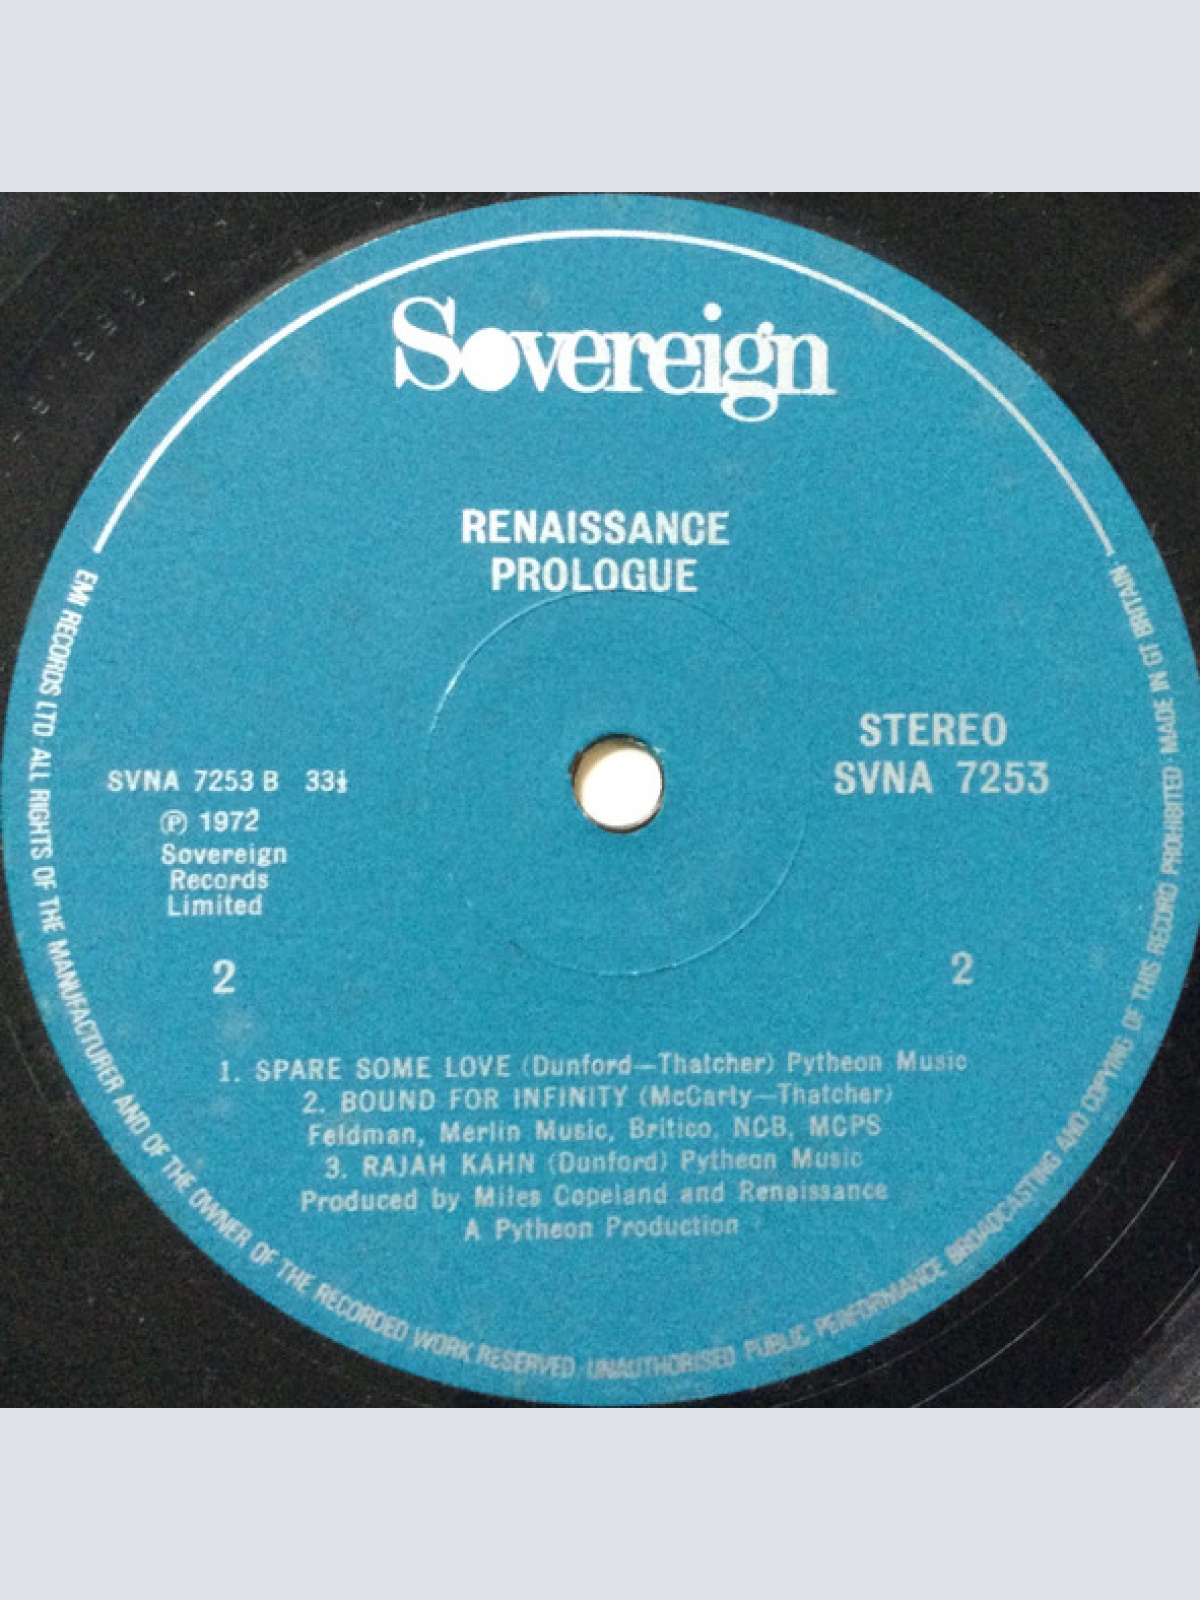 Sovereign
RENAISSANCE
PROLOGUE
STEREO
SVNA 7253
SVNA 7253 B 33⅓
Ⓟ 1972
Sovereign
Records
Limited
2
2
1. SPARE SOME LOVE (Dunford—Thatcher) Pytheon Music
2. BOUND FOR INFINITY (McCarty—Thatcher)
Feldman, Merlin Music, Britico, NCB, MCPS
3. RAJAH KAHN (Dunford) Pytheon Music
Produced by Miles Copeland and Renaissance
A Pytheon Production
EMI RECORDS LTD · ALL RIGHTS OF THE MANUFACTURER AND OF THE OWNER OF THE RECORDED WORK RESERVED · UNAUTHORISED PUBLIC PERFORMANCE BROADCASTING AND COPYING OF THIS RECORD PROHIBITED · MADE IN GT BRITAIN